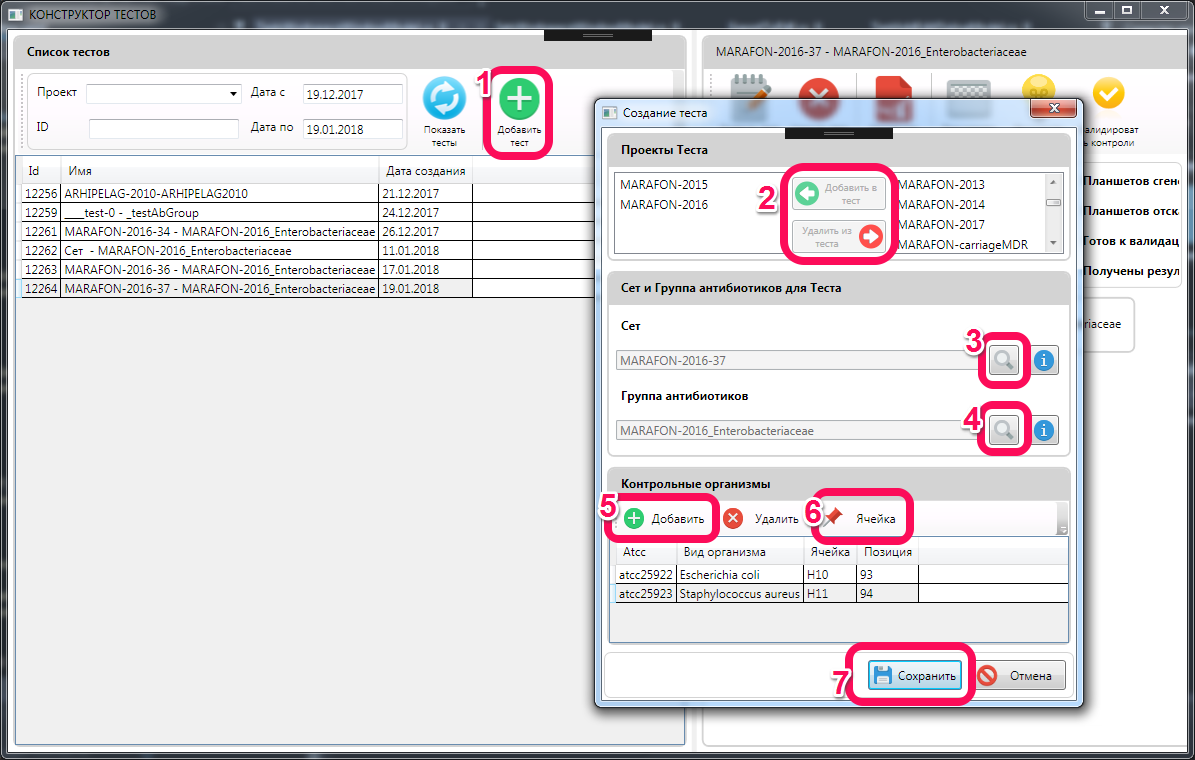 КОНСТРУКТОР ТЕСТОВ
Список тестов
Проект
Дата с
19.12.2017
ID
Дата по
19.01.2018
Показать
тесты
1
Добавить
тест
Id Имя Дата создания
12256 ARHIPELAG-2010-ARHIPELAG2010 21.12.2017
12259 ____test-0 - _testAbGroup 24.12.2017
12261 MARAFON-2016-34 - MARAFON-2016_Enterobacteriaceae 26.12.2017
12262 Сет - MARAFON-2016_Enterobacteriaceae 11.01.2018
12263 MARAFON-2016-36 - MARAFON-2016_Enterobacteriaceae 17.01.2018
12264 MARAFON-2016-37 - MARAFON-2016_Enterobacteriaceae 19.01.2018
MARAFON-2016-37 - MARAFON-2016_Enterobacteriaceae
алидироват
ь контроли
Планшетов сген
Планшетов отск
Готов к валидац
Получены резул
riaceae
Создание теста
Проекты Теста
MARAFON-2015
MARAFON-2016
2
Добавить в
тест
Удалить из
теста
MARAFON-2013
MARAFON-2014
MARAFON-2017
MARAFON-carriageMDR
Сет и Группа антибиотиков для Теста
Сет
MARAFON-2016-37
3
i
Группа антибиотиков
MARAFON-2016_Enterobacteriaceae
4
i
Контрольные организмы
5
Добавить
Удалить
6
Ячейка
Atcc Вид организма Ячейка Позиция
atcc25922 Escherichia coli H10 93
atcc25923 Staphylococcus aureus H11 94
7
Сохранить
Отмена